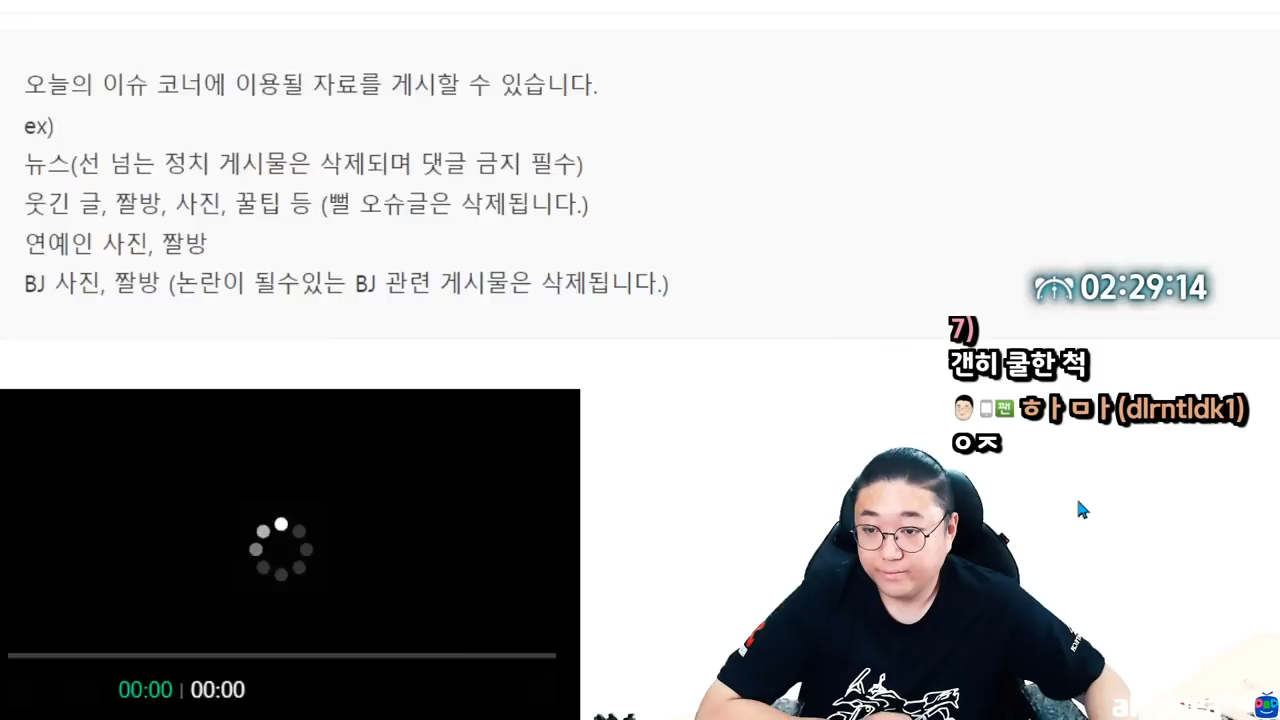 오늘의 이슈 코너에 이용될 자료를 게시할 수 있습니다.
ex)
뉴스(선 넘는 정치 게시물은 삭제되며 댓글 금지 필수)
웃긴 글, 짤방, 사진, 꿀팁 등 (뻘 오슈글은 삭제됩니다.)
연예인 사진, 짤방
BJ 사진, 짤방 (논란이 될수있는 BJ 관련 게시물은 삭제됩니다.)
02:29:14
7)
갠히 쿨한 척
짼 ㅎㅏㅁㅏ(dlrntldk1)
ㅇㅈ
00:00 | 00:00